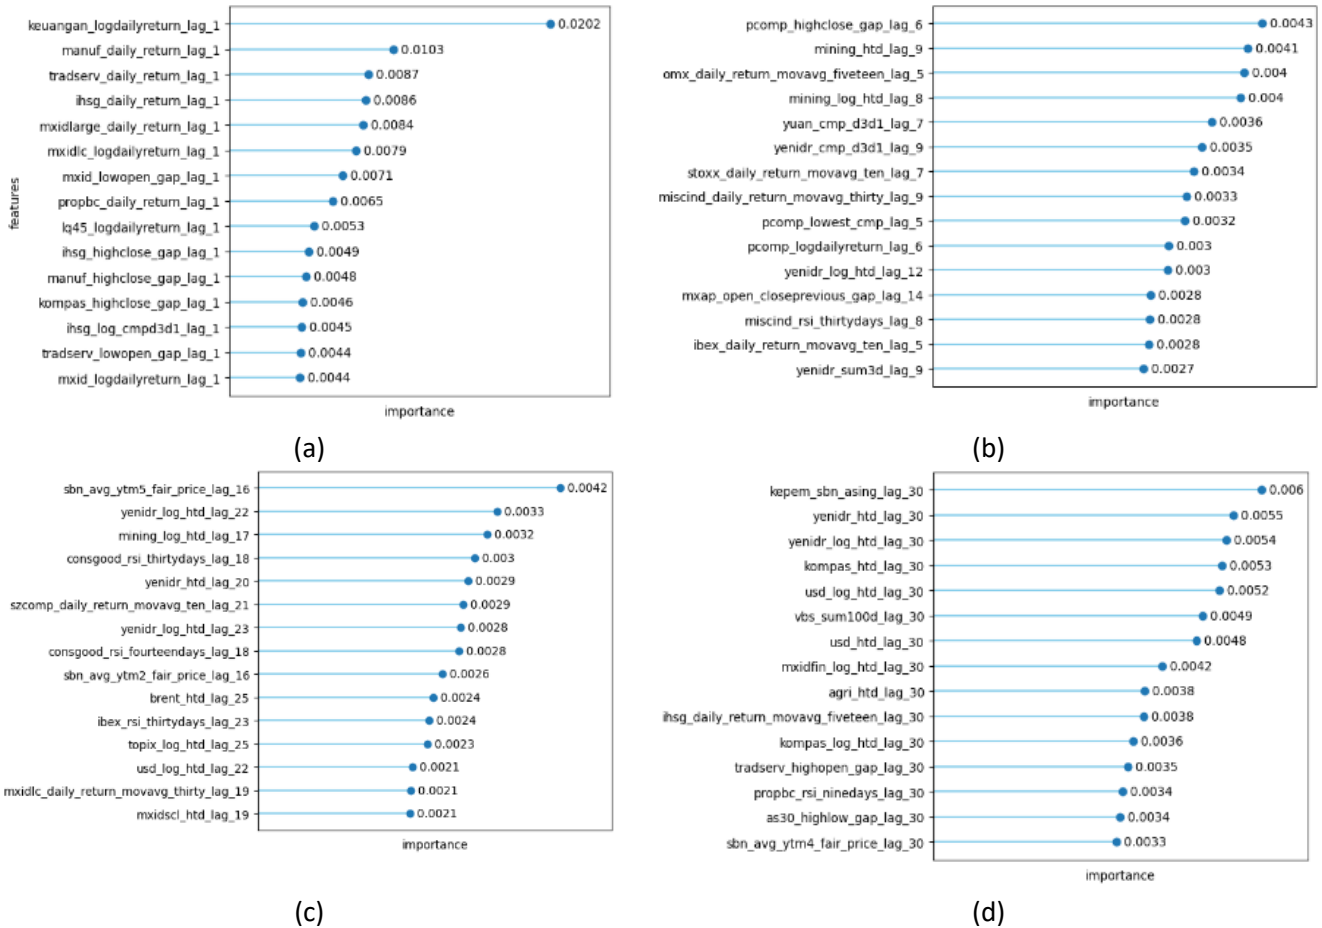 keuangan_logdailyreturn_lag_1 0.0202
manuf_daily_return_lag_1 0.0103
tradserv_daily_return_lag_1 0.0087
ihsg_daily_return_lag_1 0.0086
mxidlarge_daily_return_lag_1 0.0084
mxidlc_logdailyreturn_lag_1 0.0079
mxid_lowopen_gap_lag_1 0.0071
propbc_daily_return_lag_1 0.0065
lq45_logdailyreturn_lag_1 0.0053
ihsg_highclose_gap_lag_1 0.0049
manuf_highclose_gap_lag_1 0.0048
kompas_highclose_gap_lag_1 0.0046
ihsg_log_cmpd3d1_lag_1 0.0045
tradserv_lowopen_gap_lag_1 0.0044
mxid_logdailyreturn_lag_1 0.0044
features
importance
(a)
pcomp_highclose_gap_lag_6 0.0043
mining_htd_lag_9 0.0041
omx_daily_return_movavg_fiveteen_lag_5 0.004
mining_log_htd_lag_8 0.004
yuan_cmp_d3d1_lag_7 0.0036
yenidr_cmp_d3d1_lag_9 0.0035
stoxx_daily_return_movavg_ten_lag_7 0.0034
miscind_daily_return_movavg_thirty_lag_9 0.0033
pcomp_lowest_cmp_lag_5 0.0032
pcomp_logdailyreturn_lag_6 0.003
yenidr_log_htd_lag_12 0.003
mxap_open_closeprevious_gap_lag_14 0.0028
miscind_rsi_thirtydays_lag_8 0.0028
ibex_daily_return_movavg_ten_lag_5 0.0028
yenidr_sum3d_lag_9 0.0027
importance
(b)
sbn_avg_ytm5_fair_price_lag_16 0.0042
yenidr_log_htd_lag_22 0.0033
mining_log_htd_lag_17 0.0032
consgood_rsi_thirtydays_lag_18 0.003
yenidr_htd_lag_20 0.0029
szcomp_daily_return_movavg_ten_lag_21 0.0029
yenidr_log_htd_lag_23 0.0028
consgood_rsi_fourteendays_lag_18 0.0028
sbn_avg_ytm2_fair_price_lag_16 0.0026
brent_htd_lag_25 0.0024
ibex_rsi_thirtydays_lag_23 0.0024
topix_log_htd_lag_25 0.0023
usd_log_htd_lag_22 0.0021
mxidlc_daily_return_movavg_thirty_lag_19 0.0021
mxidscl_htd_lag_19 0.0021
importance
(c)
kepem_sbn_asing_lag_30 0.006
yenidr_htd_lag_30 0.0055
yenidr_log_htd_lag_30 0.0054
kompas_htd_lag_30 0.0053
usd_log_htd_lag_30 0.0052
vbs_sum100d_lag_30 0.0049
usd_htd_lag_30 0.0048
mxidfin_log_htd_lag_30 0.0042
agri_htd_lag_30 0.0038
ihsg_daily_return_movavg_fiveteen_lag_30 0.0038
kompas_log_htd_lag_30 0.0036
tradserv_highopen_gap_lag_30 0.0035
propbc_rsi_ninedays_lag_30 0.0034
as30_highlow_gap_lag_30 0.0034
sbn_avg_ytm4_fair_price_lag_30 0.0033
importance
(d)